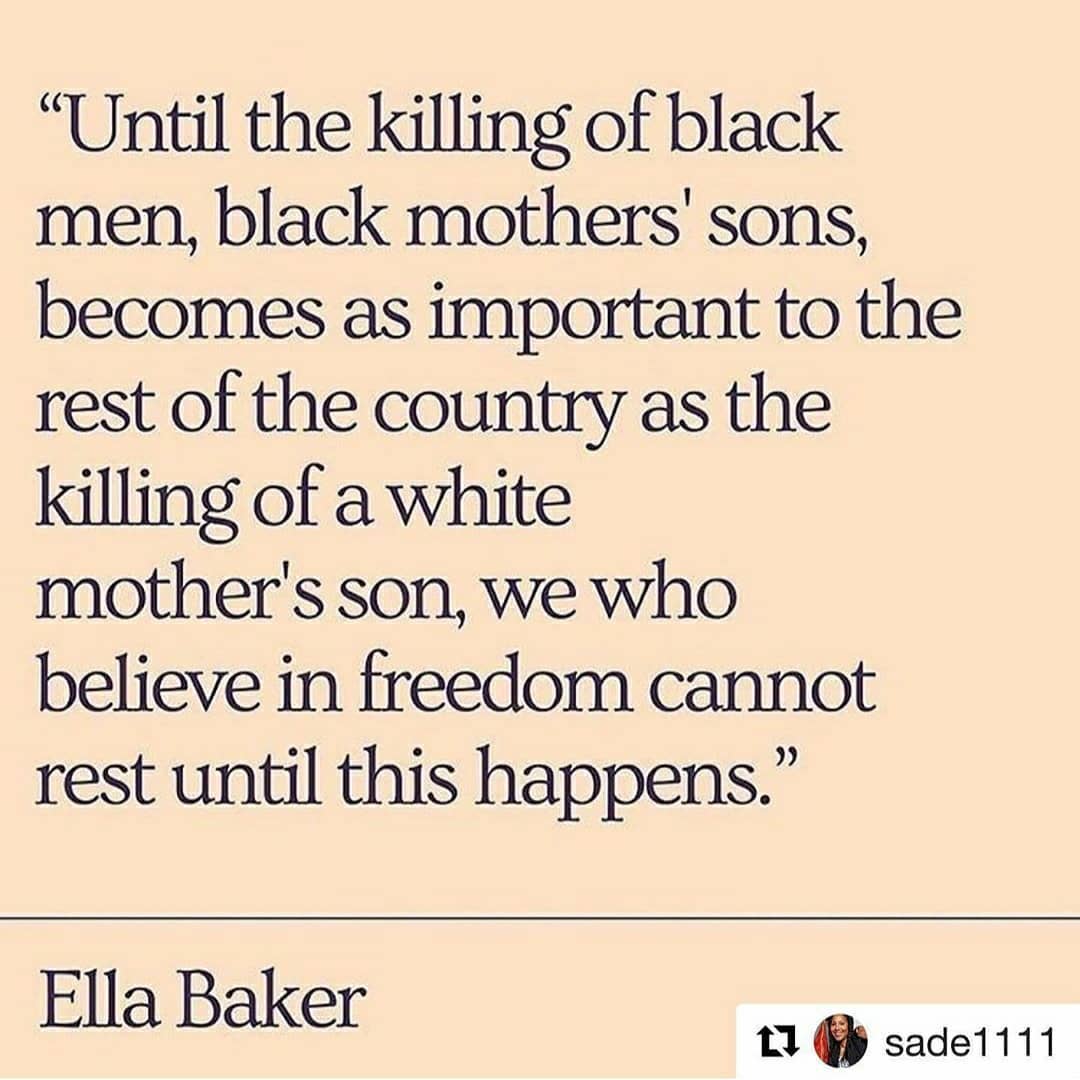 “Until the killing of black
men, black mothers' sons,
becomes as important to the
rest of the country as the
killing of a white
mother's son, we who
believe in freedom cannot
rest until this happens.”
Ella Baker
sade1111